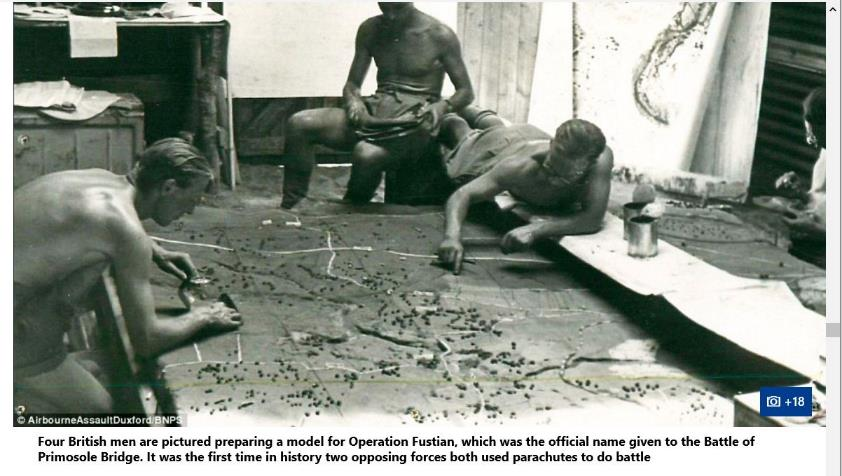 +18
© AirbourneAssaultDuxford/BNPS
Four British men are pictured preparing a model for Operation Fustian, which was the official name given to the Battle of
Primosole Bridge. It was the first time in history two opposing forces both used parachutes to do battle